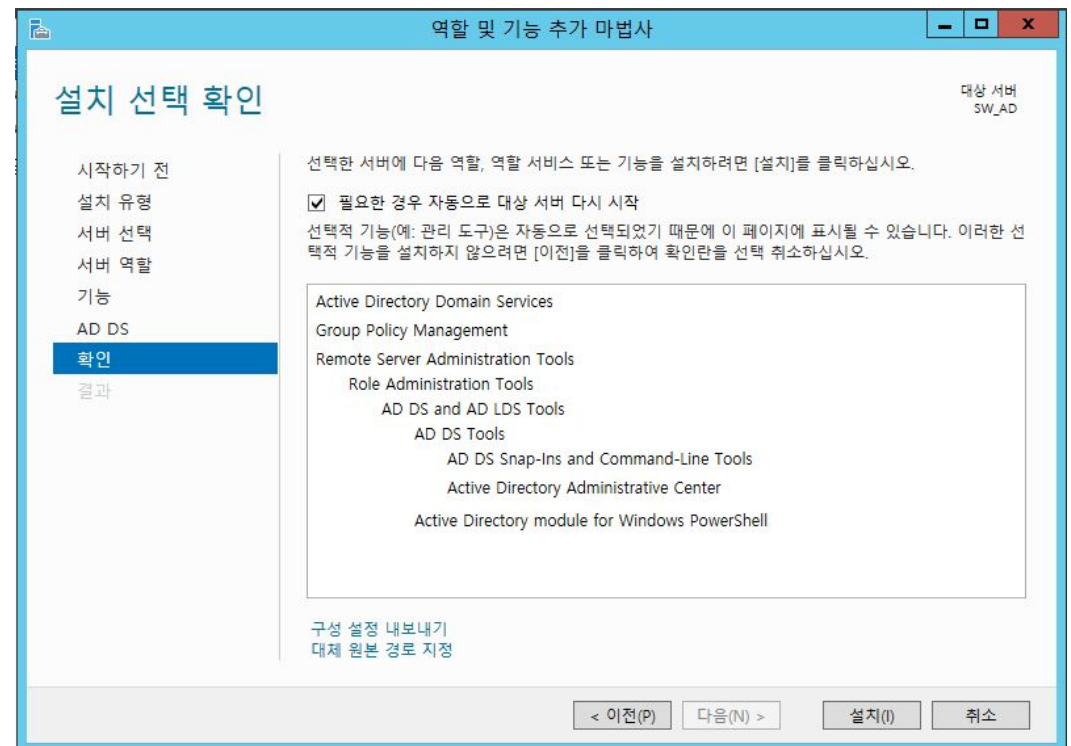 역할 및 기능 추가 마법사
설치 선택 확인
대상 서버
SW_AD
시작하기 전
설치 유형
서버 선택
서버 역할
기능
AD DS
확인
결과
선택한 서버에 다음 역할, 역할 서비스 또는 기능을 설치하려면 [설치]를 클릭하십시오.
필요한 경우 자동으로 대상 서버 다시 시작
선택적 기능(예: 관리 도구)은 자동으로 선택되었기 때문에 이 페이지에 표시될 수 있습니다. 이러한 선
택적 기능을 설치하지 않으려면 [이전]을 클릭하여 확인란을 선택 취소하십시오.
Active Directory Domain Services
Group Policy Management
Remote Server Administration Tools
Role Administration Tools
AD DS and AD LDS Tools
AD DS Tools
AD DS Snap-Ins and Command-Line Tools
Active Directory Administrative Center
Active Directory module for Windows PowerShell
구성 설정 내보내기
대체 원본 경로 지정
< 이전(P)
다음(N) >
설치(I)
취소